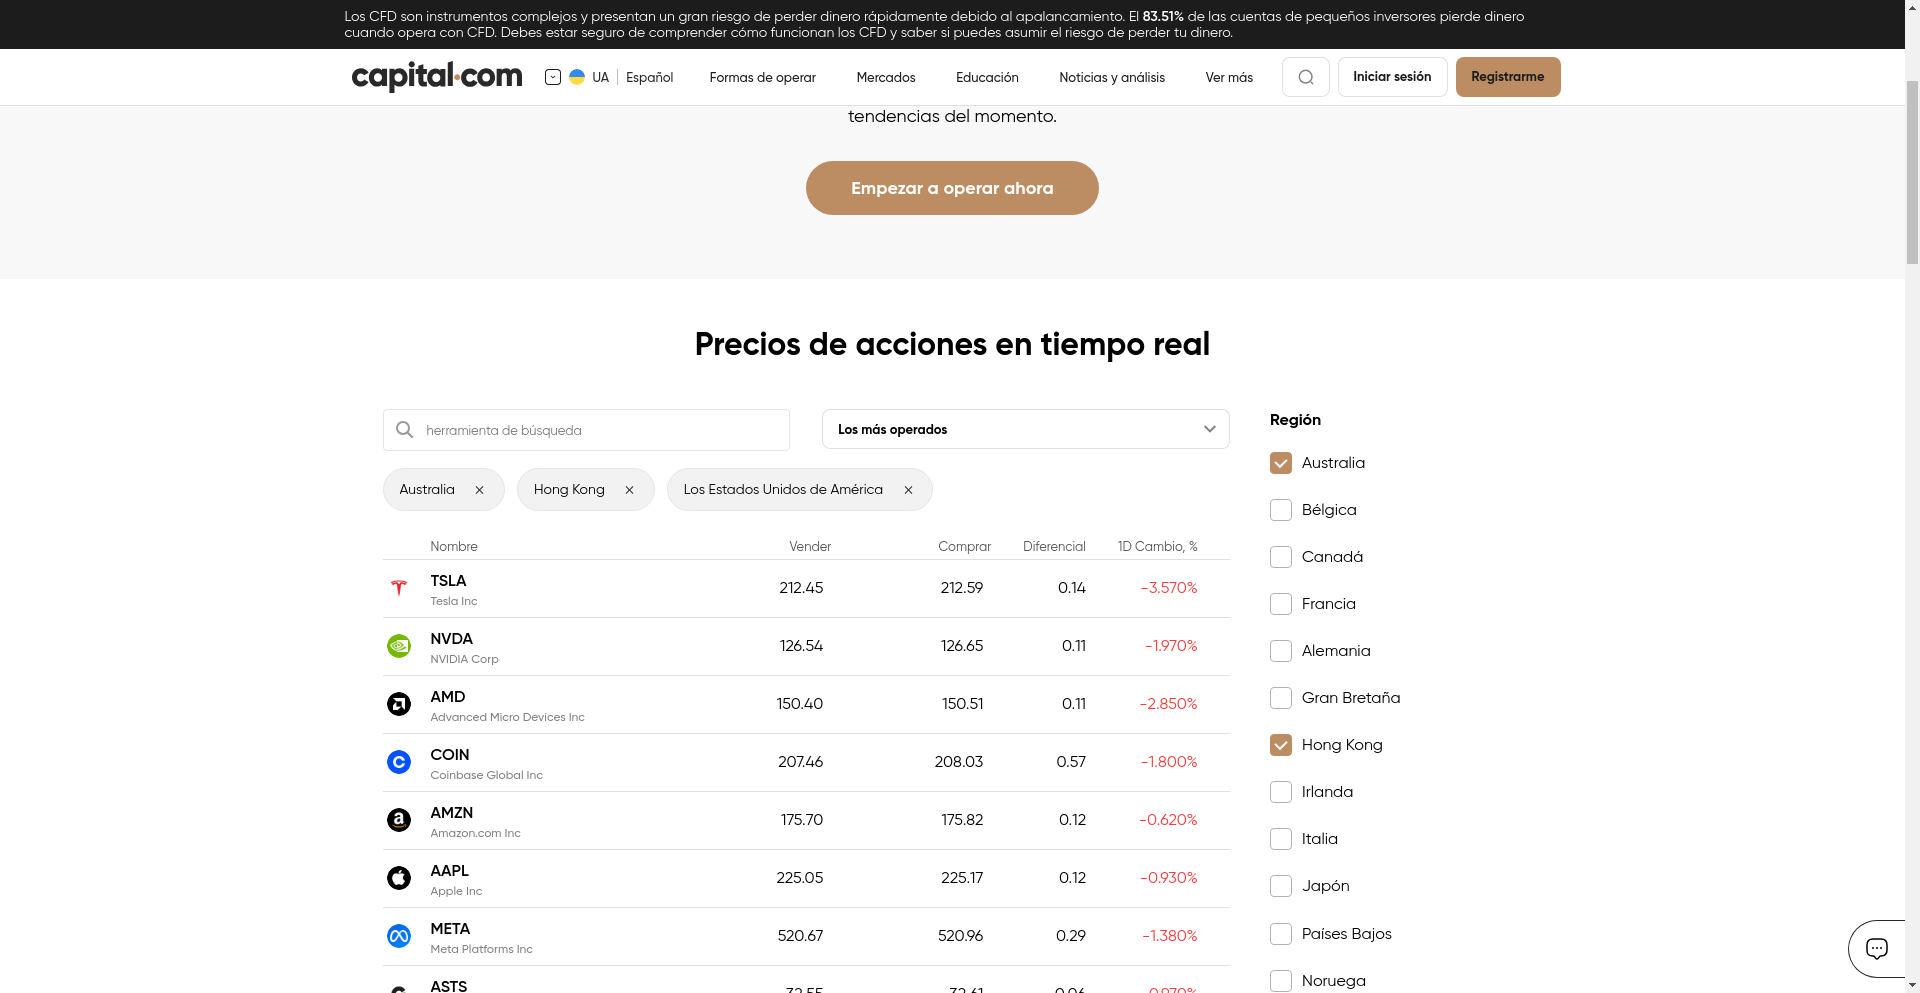 Los CFD son instrumentos complejos y presentan un gran riesgo de perder dinero rápidamente debido al apalancamiento. El 83.51% de las cuentas de pequeños inversores pierde dinero
cuando opera con CFD. Debes estar seguro de comprender cómo funcionan los CFD y saber si puedes asumir el riesgo de perder tu dinero.
capital.com
UA
Español
Formas de operar
Mercados
Educación
Noticias y análisis
Ver más
Iniciar sesión
Registrarme
tendencias del momento.
Empezar a operar ahora
Precios de acciones en tiempo real
herramienta de búsqueda
Los más operados
Australia
Hong Kong
Los Estados Unidos de América
Nombre Vender Comprar Diferencial 1D Cambio, %
TSLA
Tesla Inc
212.45 212.59 0.14 -3.570%
NVDA
NVIDIA Corp
126.54 126.65 0.11 -1.970%
AMD
Advanced Micro Devices Inc
150.40 150.51 0.11 -2.850%
COIN
Coinbase Global Inc
207.46 208.03 0.57 -1.800%
AMZN
Amazon.com Inc
175.70 175.82 0.12 -0.620%
AAPL
Apple Inc
225.05 225.17 0.12 -0.930%
META
Meta Platforms Inc
520.67 520.96 0.29 -1.380%
ASTS
32.55 32.61 0.06 -0.970%
Región
Australia
Bélgica
Canadá
Francia
Alemania
Gran Bretaña
Hong Kong
Irlanda
Italia
Japón
Países Bajos
Noruega